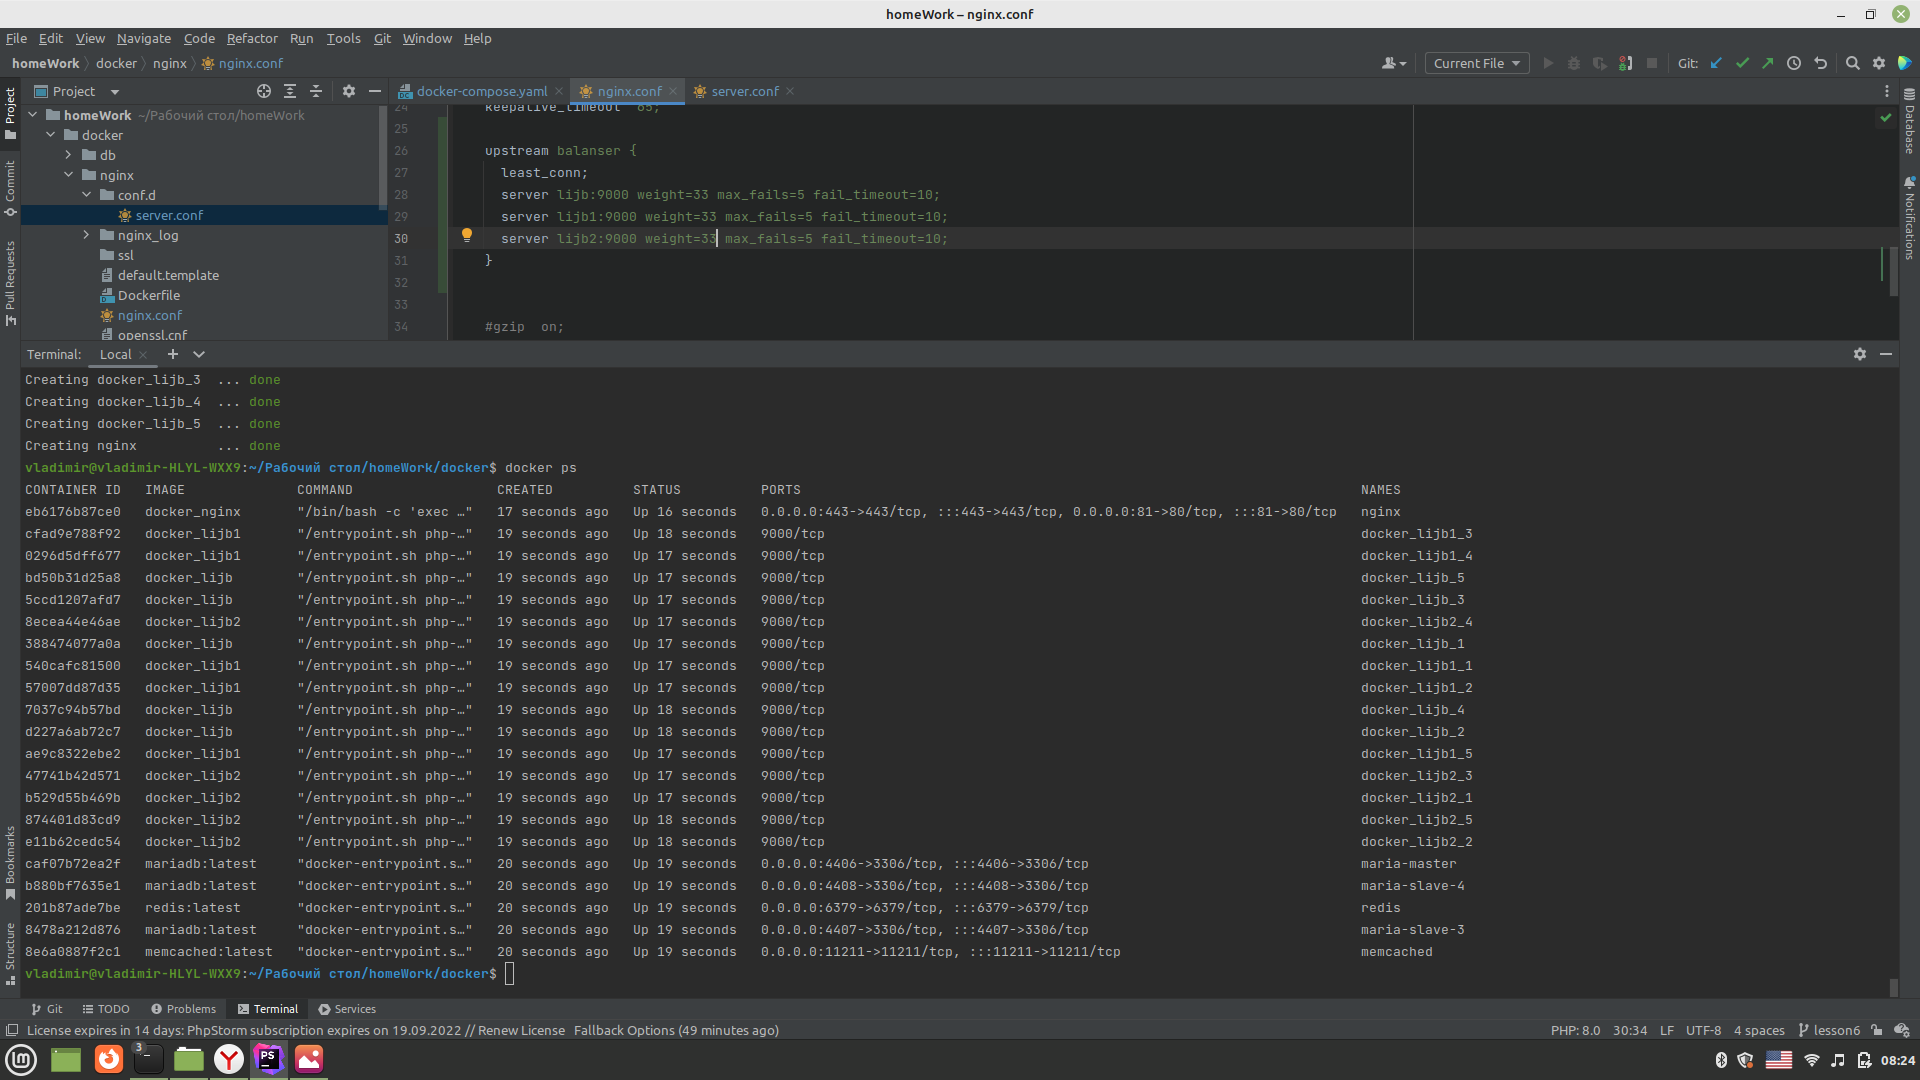 homeWork – nginx.conf
File Edit View Navigate Code Refactor Run Tools Git Window Help
homeWork docker nginx nginx.conf
Current File
Git:
Project
docker-compose.yaml
nginx.conf
server.conf
homeWork ~/Рабочий стол/homeWork
docker
db
nginx
conf.d
server.conf
nginx_log
ssl
default.template
Dockerfile
nginx.conf
openssl.cnf
Project
Commit
Pull Requests
Bookmarks
Structure
Database
Notifications
24 keepalive_timeout 65;
25
26 upstream balanser {
27 least_conn;
28 server lijb:9000 weight=33 max_fails=5 fail_timeout=10;
29 server lijb1:9000 weight=33 max_fails=5 fail_timeout=10;
30 server lijb2:9000 weight=33 max_fails=5 fail_timeout=10;
31 }
32
33
34 #gzip on;
Terminal: Local
Creating docker_lijb_3 ... done
Creating docker_lijb_4 ... done
Creating docker_lijb_5 ... done
Creating nginx ... done
vladimir@vladimir-HLYL-WXX9:~/Рабочий стол/homeWork/docker$ docker ps
CONTAINER ID IMAGE COMMAND CREATED STATUS PORTS NAMES
eb6176b87ce0 docker_nginx "/bin/bash -c 'exec …" 17 seconds ago Up 16 seconds 0.0.0.0:443->443/tcp, :::443->443/tcp, 0.0.0.0:81->80/tcp, :::81->80/tcp nginx
cfad9e788f92 docker_lijb1 "/entrypoint.sh php-…" 19 seconds ago Up 18 seconds 9000/tcp docker_lijb1_3
0296d5dff677 docker_lijb1 "/entrypoint.sh php-…" 19 seconds ago Up 17 seconds 9000/tcp docker_lijb1_4
bd50b31d25a8 docker_lijb "/entrypoint.sh php-…" 19 seconds ago Up 17 seconds 9000/tcp docker_lijb_5
5ccd1207afd7 docker_lijb "/entrypoint.sh php-…" 19 seconds ago Up 17 seconds 9000/tcp docker_lijb_3
8ecea44e46ae docker_lijb2 "/entrypoint.sh php-…" 19 seconds ago Up 17 seconds 9000/tcp docker_lijb2_4
388474077a0a docker_lijb "/entrypoint.sh php-…" 19 seconds ago Up 17 seconds 9000/tcp docker_lijb_1
540cafc81500 docker_lijb1 "/entrypoint.sh php-…" 19 seconds ago Up 17 seconds 9000/tcp docker_lijb1_1
57007dd87d35 docker_lijb1 "/entrypoint.sh php-…" 19 seconds ago Up 17 seconds 9000/tcp docker_lijb1_2
7037c94b57bd docker_lijb "/entrypoint.sh php-…" 19 seconds ago Up 18 seconds 9000/tcp docker_lijb_4
d227a6ab72c7 docker_lijb "/entrypoint.sh php-…" 19 seconds ago Up 18 seconds 9000/tcp docker_lijb_2
ae9c8322ebe2 docker_lijb1 "/entrypoint.sh php-…" 19 seconds ago Up 17 seconds 9000/tcp docker_lijb1_5
47741b42d571 docker_lijb2 "/entrypoint.sh php-…" 19 seconds ago Up 17 seconds 9000/tcp docker_lijb2_3
b529d55b469b docker_lijb2 "/entrypoint.sh php-…" 19 seconds ago Up 17 seconds 9000/tcp docker_lijb2_1
874401d83cd9 docker_lijb2 "/entrypoint.sh php-…" 19 seconds ago Up 18 seconds 9000/tcp docker_lijb2_5
e11b62cedc54 docker_lijb2 "/entrypoint.sh php-…" 19 seconds ago Up 18 seconds 9000/tcp docker_lijb2_2
caf07b72ea2f mariadb:latest "docker-entrypoint.s…" 20 seconds ago Up 19 seconds 0.0.0.0:4406->3306/tcp, :::4406->3306/tcp maria-master
b880bf7635e1 mariadb:latest "docker-entrypoint.s…" 20 seconds ago Up 19 seconds 0.0.0.0:4408->3306/tcp, :::4408->3306/tcp maria-slave-4
201b87ade7be redis:latest "docker-entrypoint.s…" 20 seconds ago Up 19 seconds 0.0.0.0:6379->6379/tcp, :::6379->6379/tcp redis
8478a212d876 mariadb:latest "docker-entrypoint.s…" 20 seconds ago Up 19 seconds 0.0.0.0:4407->3306/tcp, :::4407->3306/tcp maria-slave-3
8e6a0887f2c1 memcached:latest "docker-entrypoint.s…" 20 seconds ago Up 19 seconds 0.0.0.0:11211->11211/tcp, :::11211->11211/tcp memcached
vladimir@vladimir-HLYL-WXX9:~/Рабочий стол/homeWork/docker$
Git TODO Problems Terminal Services
License expires in 14 days: PhpStorm subscription expires on 19.09.2022 // Renew License Fallback Options (49 minutes ago)
PHP: 8.0 30:34 LF UTF-8 4 spaces lesson6
3
PS
08:24